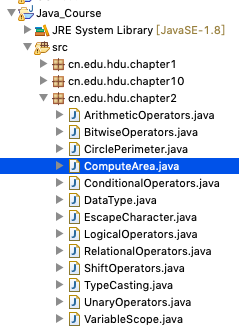 Java_Course
JRE System Library [JavaSE-1.8]
src
cn.edu.hdu.chapter1
cn.edu.hdu.chapter10
cn.edu.hdu.chapter2
ArithmeticOperators.java
BitwiseOperators.java
CirclePerimeter.java
ComputeArea.java
ConditionalOperators.java
DataType.java
EscapeCharacter.java
LogicalOperators.java
RelationalOperators.java
ShiftOperators.java
TypeCasting.java
UnaryOperators.java
VariableScope.java